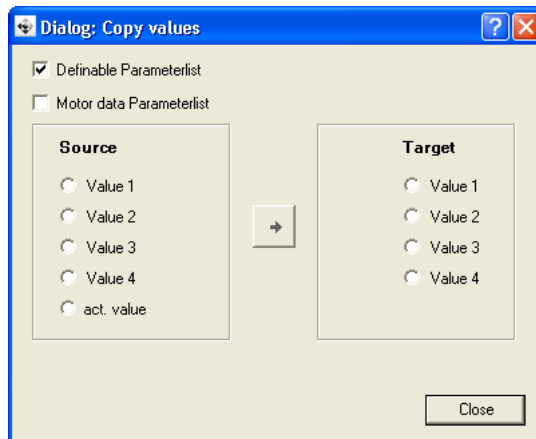 Dialog: Copy values
Definable Parameterlist
Motor data Parameterlist
Source
Value 1
Value 2
Value 3
Value 4
act. value
Target
Value 1
Value 2
Value 3
Value 4
Close